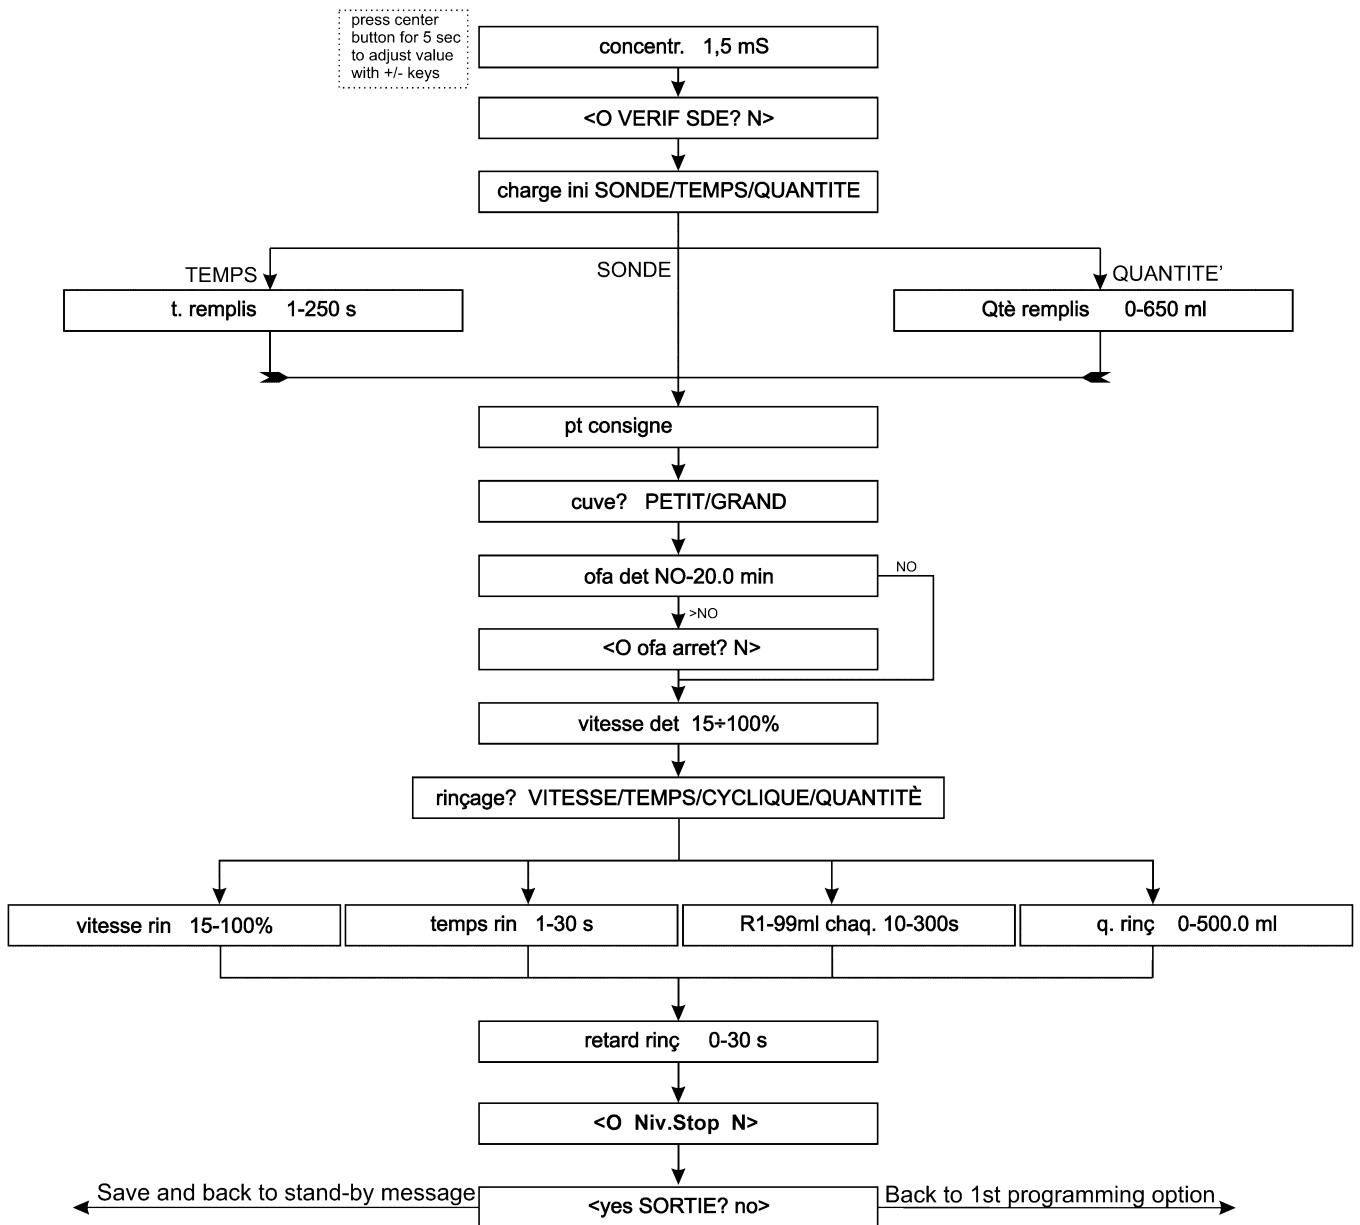 press center
button for 5 sec
to adjust value
with +/- keys
concentr. 1,5 mS
<O VERIF SDE? N>
charge ini SONDE/TEMPS/QUANTITE
TEMPS
SONDE
QUANTITE’
t. remplis 1-250 s
Qtè remplis 0-650 ml
pt consigne
cuve? PETIT/GRAND
ofa det NO-20.0 min
NO
>NO
<O ofa arret? N>
vitesse det 15÷100%
rinçage? VITESSE/TEMPS/CYCLIQUE/QUANTITÈ
vitesse rin 15-100%
temps rin 1-30 s
R1-99ml chaq. 10-300s
q. rinç 0-500.0 ml
retard rinç 0-30 s
<O Niv.Stop N>
Save and back to stand-by message
<yes SORTIE? no>
Back to 1st programming option